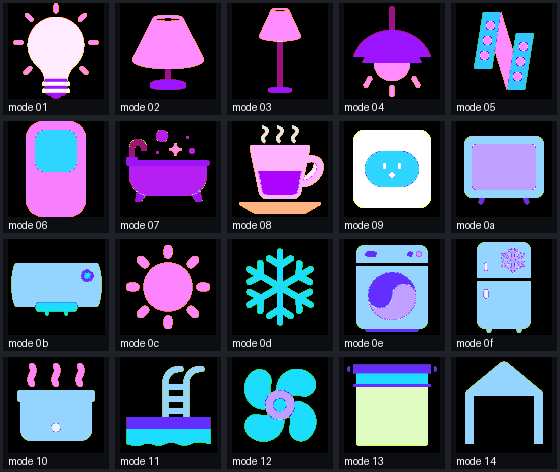 mode 01
mode 02
mode 03
mode 04
mode 05
mode 06
mode 07
mode 08
mode 09
mode 0a
mode 0b
mode 0c
mode 0d
mode 0e
mode 0f
mode 10
mode 11
mode 12
mode 13
mode 14